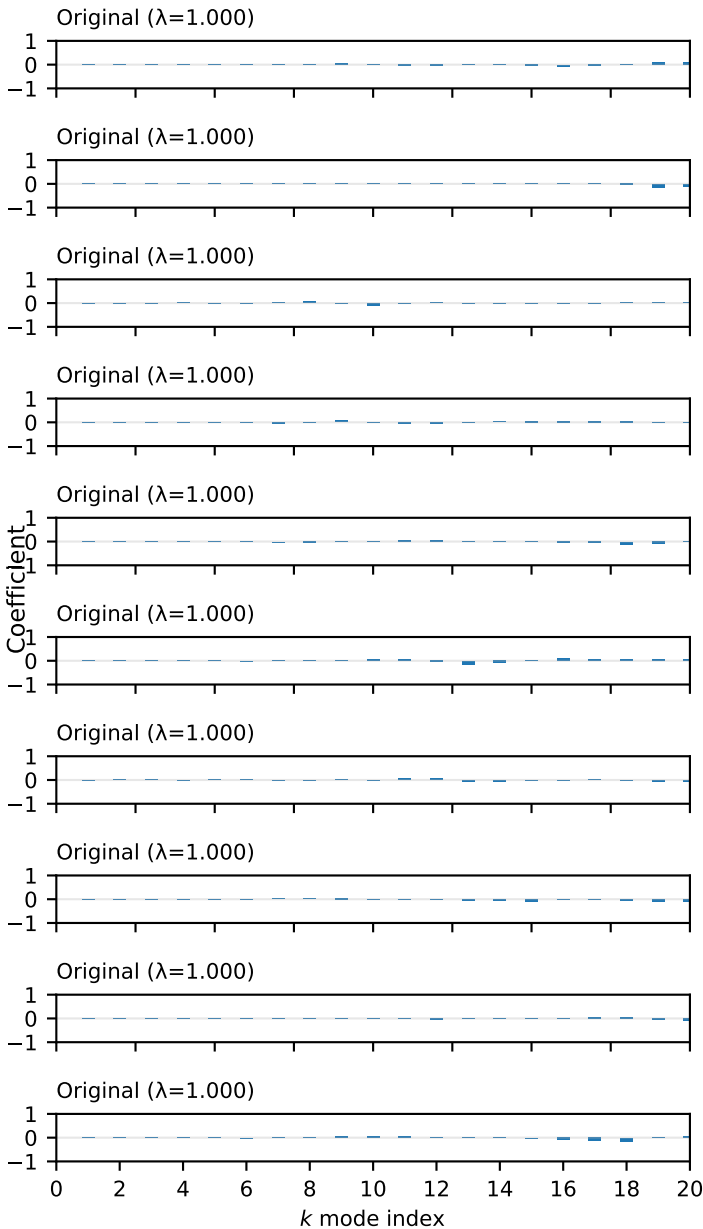 Original (λ=1.000)
1
0
−1
Original (λ=1.000)
1
0
−1
Original (λ=1.000)
1
0
−1
Original (λ=1.000)
1
0
−1
Original (λ=1.000)
1
0
−1
Coefficient
Original (λ=1.000)
1
0
−1
Original (λ=1.000)
1
0
−1
Original (λ=1.000)
1
0
−1
Original (λ=1.000)
1
0
−1
Original (λ=1.000)
1
0
−1
0 2 4 6 8 10 12 14 16 18 20
k mode index